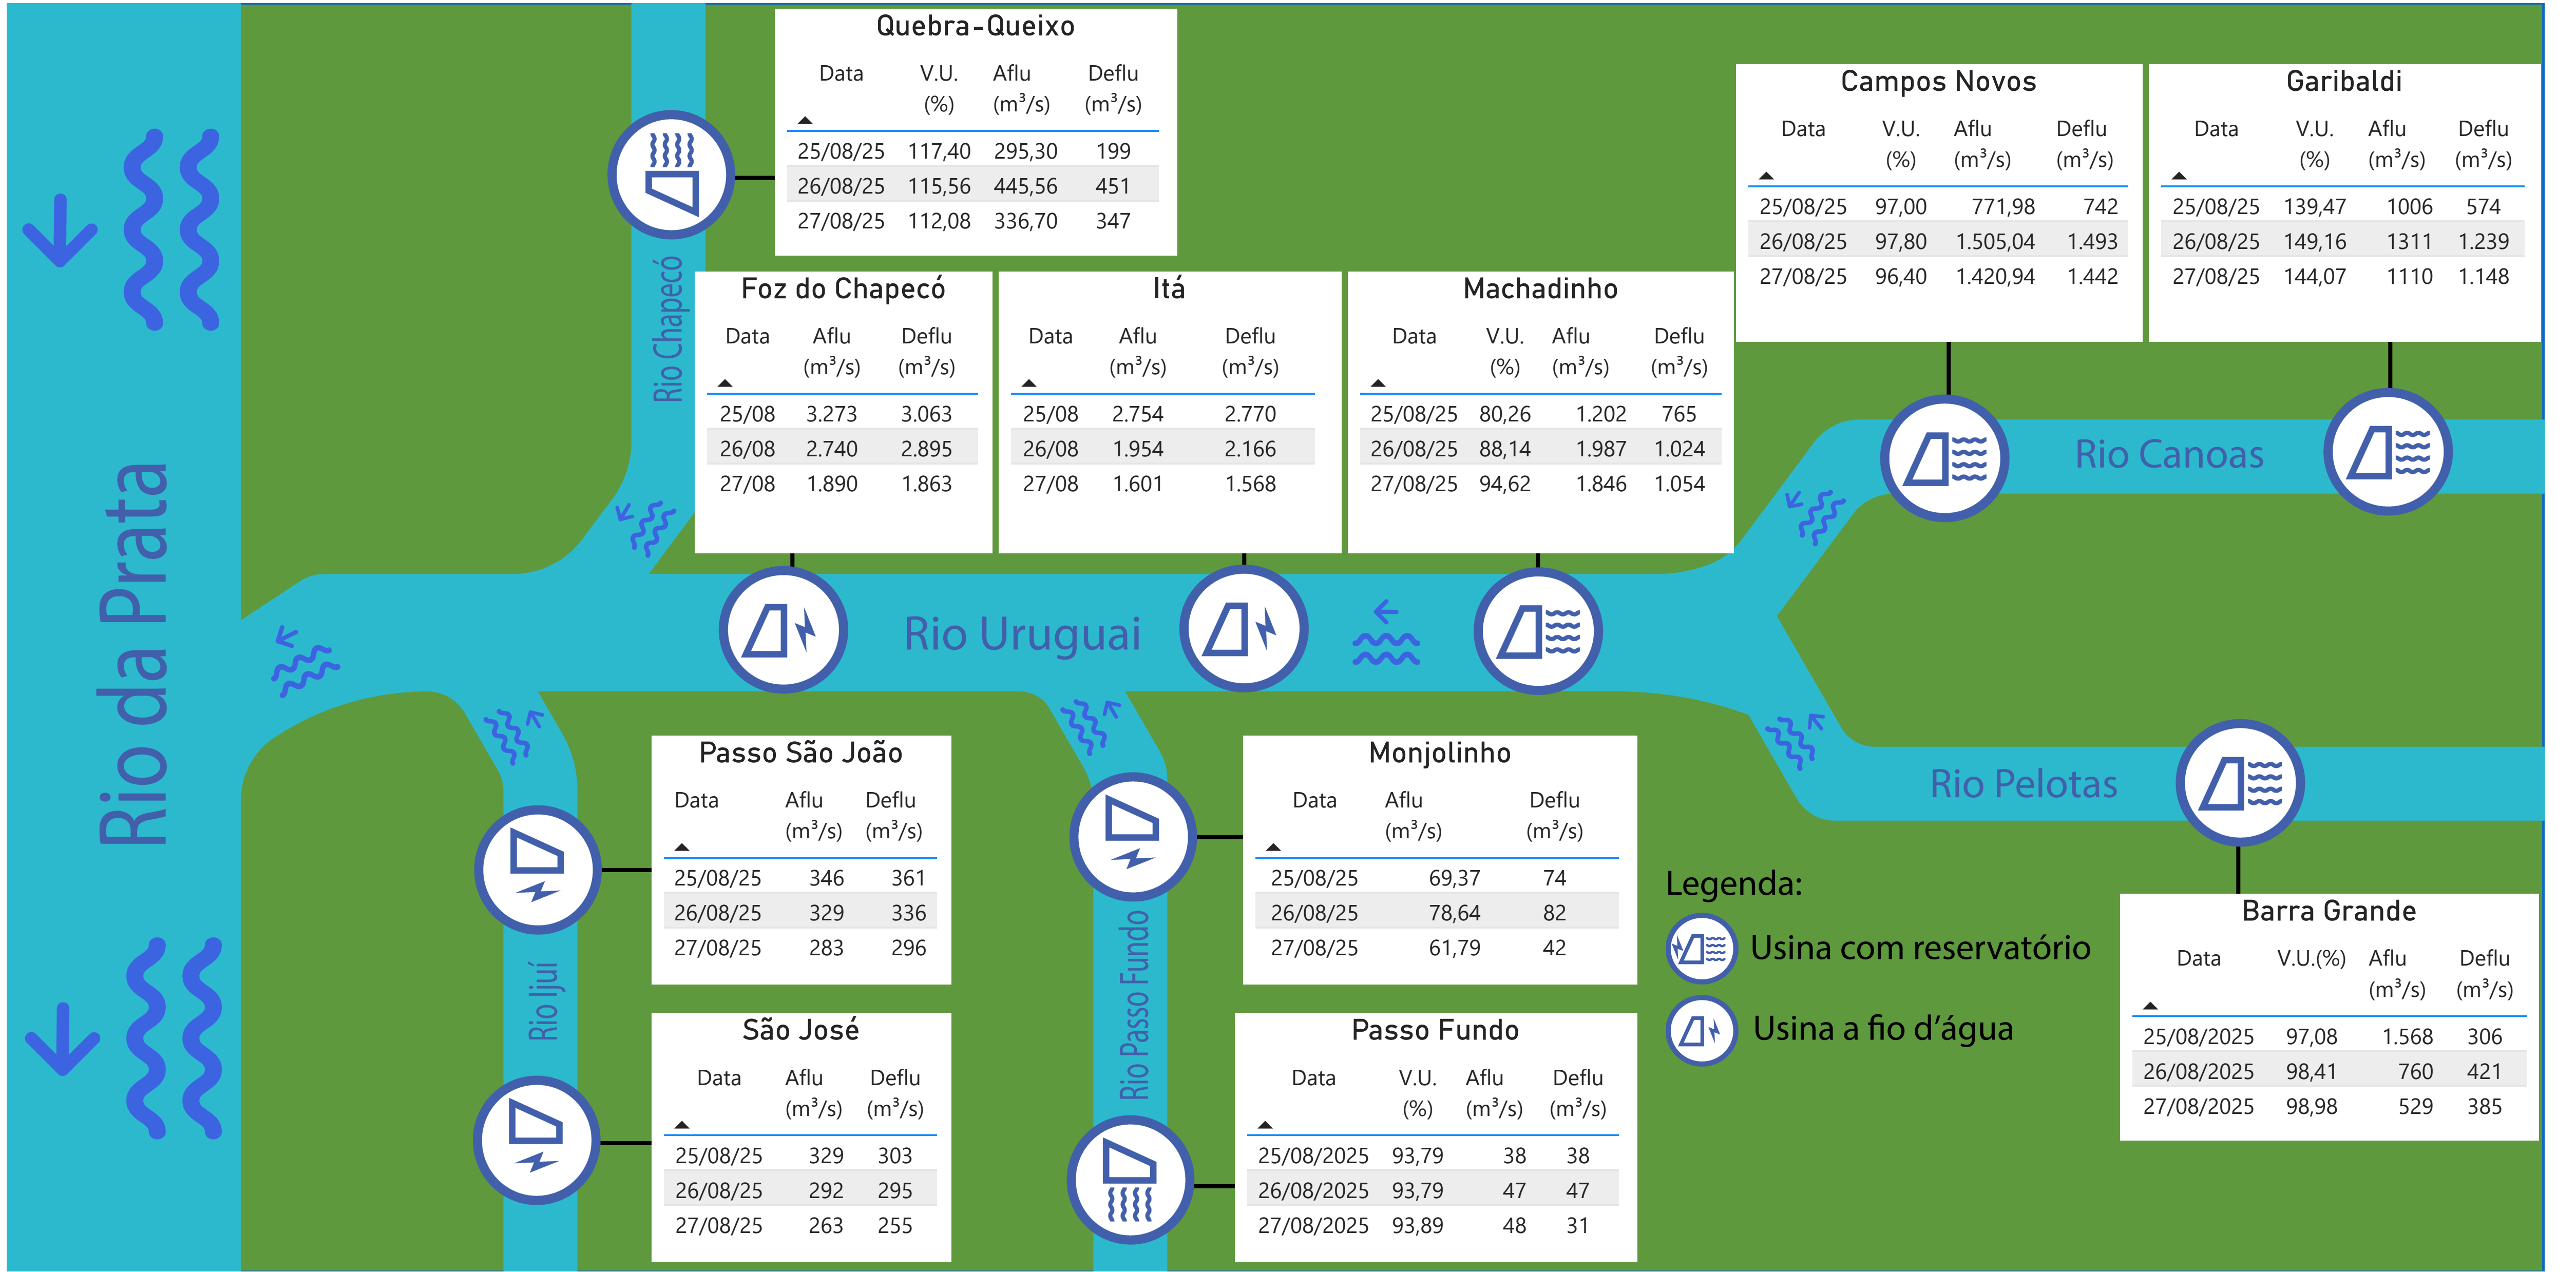 Quebra-Queixo
Data V.U. (%) Aflu (m³/s) Deflu (m³/s)
25/08/25 117,40 295,30 199
26/08/25 115,56 445,56 451
27/08/25 112,08 336,70 347
Campos Novos
Data V.U. (%) Aflu (m³/s) Deflu (m³/s)
25/08/25 97,00 771,98 742
26/08/25 97,80 1.505,04 1.493
27/08/25 96,40 1.420,94 1.442
Garibaldi
Data V.U. (%) Aflu (m³/s) Deflu (m³/s)
25/08/25 139,47 1006 574
26/08/25 149,16 1311 1.239
27/08/25 144,07 1110 1.148
Rio Chapecó
Foz do Chapecó
Data Aflu (m³/s) Deflu (m³/s)
25/08 3.273 3.063
26/08 2.740 2.895
27/08 1.890 1.863
Itá
Data Aflu (m³/s) Deflu (m³/s)
25/08 2.754 2.770
26/08 1.954 2.166
27/08 1.601 1.568
Machadinho
Data V.U. (%) Aflu (m³/s) Deflu (m³/s)
25/08/25 80,26 1.202 765
26/08/25 88,14 1.987 1.024
27/08/25 94,62 1.846 1.054
Rio Canoas
Rio da Prata
Rio Uruguai
Rio Pelotas
Passo São João
Data Aflu (m³/s) Deflu (m³/s)
25/08/25 346 361
26/08/25 329 336
27/08/25 283 296
Monjolinho
Data Aflu (m³/s) Deflu (m³/s)
25/08/25 69,37 74
26/08/25 78,64 82
27/08/25 61,79 42
Rio Ijuí
Rio Passo Fundo
São José
Data Aflu (m³/s) Deflu (m³/s)
25/08/25 329 303
26/08/25 292 295
27/08/25 263 255
Passo Fundo
Data V.U. (%) Aflu (m³/s) Deflu (m³/s)
25/08/2025 93,79 38 38
26/08/2025 93,79 47 47
27/08/2025 93,89 48 31
Legenda:
Usina com reservatório
Usina a fio d’água
Barra Grande
Data V.U.(%) Aflu (m³/s) Deflu (m³/s)
25/08/2025 97,08 1.568 306
26/08/2025 98,41 760 421
27/08/2025 98,98 529 385